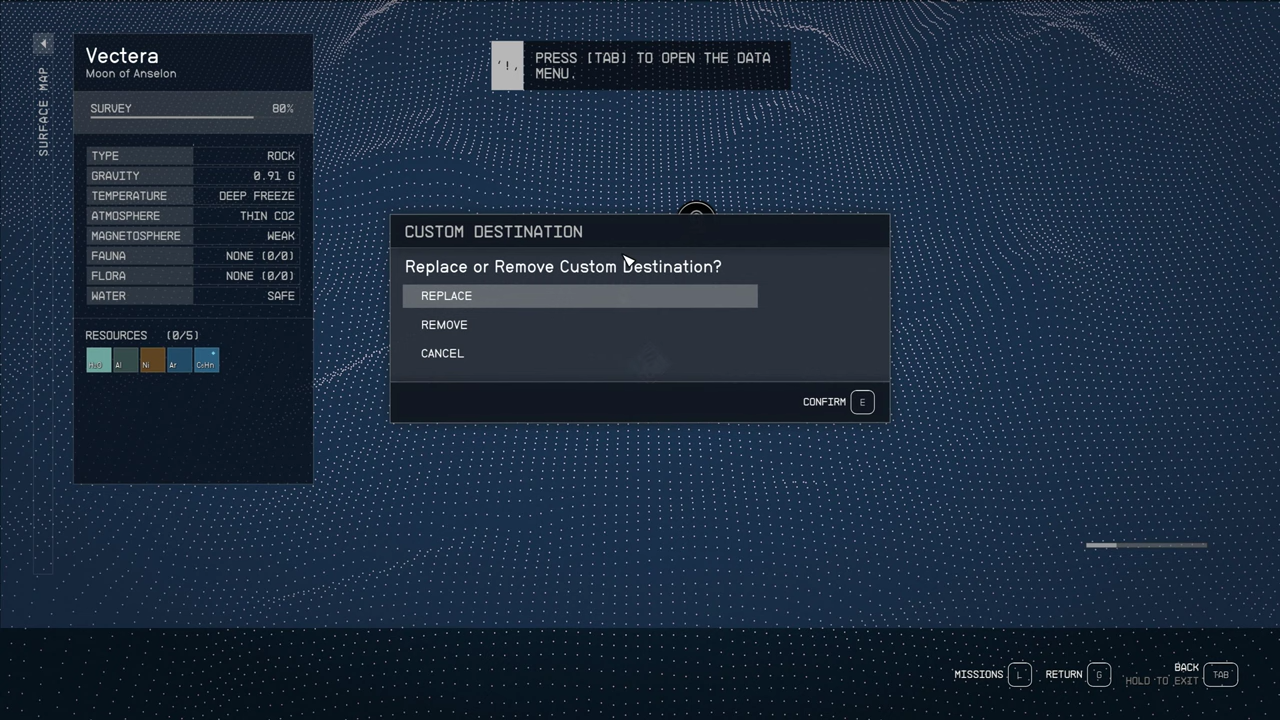 SURFACE MAP
Vectera
Moon of Anselon
SURVEY 80%
TYPE ROCK
GRAVITY 0.91 G
TEMPERATURE DEEP FREEZE
ATMOSPHERE THIN CO2
MAGNETOSPHERE WEAK
FAUNA NONE (0/0)
FLORA NONE (0/0)
WATER SAFE
RESOURCES (0/5)
H2O Al Ni Ar CxHn
PRESS [TAB] TO OPEN THE DATA
MENU.
CUSTOM DESTINATION
Replace or Remove Custom Destination?
REPLACE
REMOVE
CANCEL
CONFIRM E
MISSIONS L RETURN G BACK TAB
HOLD TO EXIT